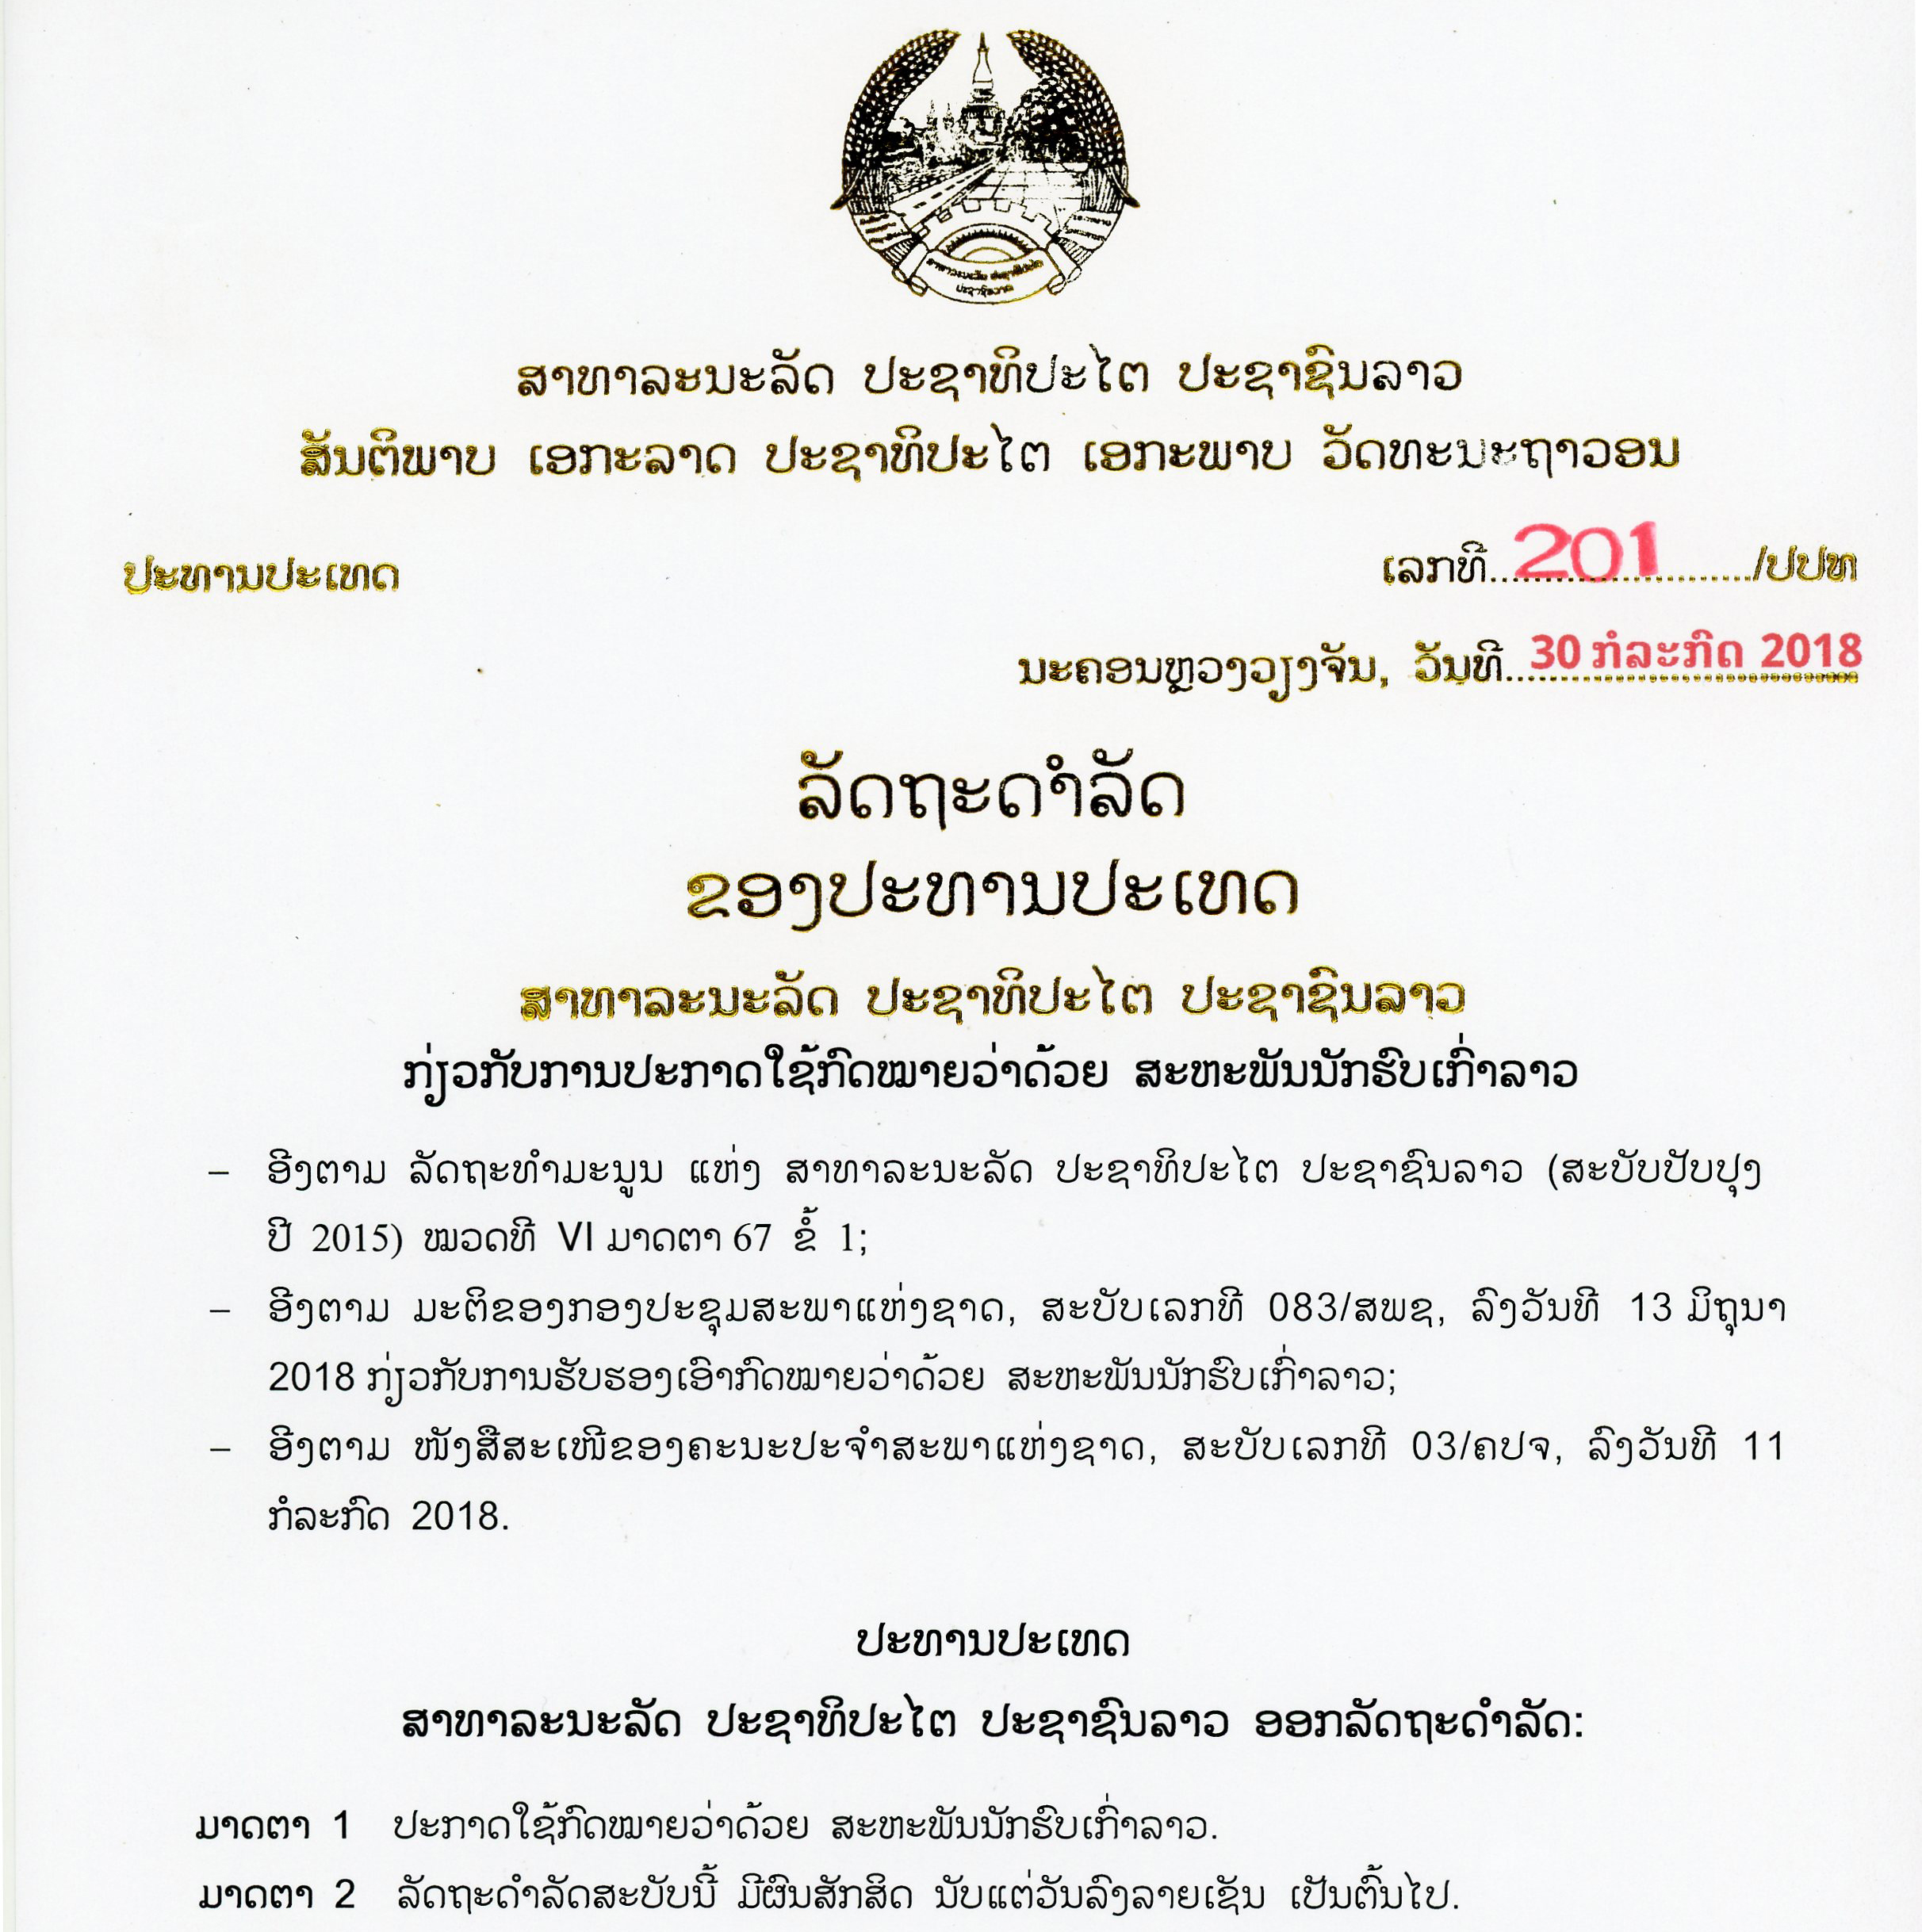 ສາທາລະນະລັດ ປະຊາທິປະໄຕ ປະຊາຊົນລາວ
ສັນຕິພາບ ເອກະລາດ ປະຊາທິປະໄຕ ເອກະພາບ ວັດທະນະຖາວອນ
ປະທານປະເທດ
ເລກທີ...201.../ປປທ
ນະຄອນຫຼວງວຽງຈັນ, ວັນທີ...30 ກໍລະກົດ 2018
ລັດຖະດຳລັດ
ຂອງປະທານປະເທດ
ສາທາລະນະລັດ ປະຊາທິປະໄຕ ປະຊາຊົນລາວ
ກ່ຽວກັບການປະກາດໃຊ້ກົດໝາຍວ່າດ້ວຍ ສະຫະພັນນັກຮົບເກົ່າລາວ
– ອີງຕາມ ລັດຖະທຳມະນູນ ແຫ່ງ ສາທາລະນະລັດ ປະຊາທິປະໄຕ ປະຊາຊົນລາວ (ສະບັບປັບປຸງ
ປີ 2015) ໝວດທີ VI ມາດຕາ 67 ຂໍ້ 1;
– ອີງຕາມ ມະຕິຂອງກອງປະຊຸມສະພາແຫ່ງຊາດ, ສະບັບເລກທີ 083/ສພຊ, ລົງວັນທີ 13 ມິຖຸນາ
2018 ກ່ຽວກັບການຮັບຮອງເອົາກົດໝາຍວ່າດ້ວຍ ສະຫະພັນນັກຮົບເກົ່າລາວ;
– ອີງຕາມ ໜັງສືສະເໜີຂອງຄະນະປະຈຳສະພາແຫ່ງຊາດ, ສະບັບເລກທີ 03/ຄປຈ, ລົງວັນທີ 11
ກໍລະກົດ 2018.
ປະທານປະເທດ
ສາທາລະນະລັດ ປະຊາທິປະໄຕ ປະຊາຊົນລາວ ອອກລັດຖະດຳລັດ:
ມາດຕາ 1 ປະກາດໃຊ້ກົດໝາຍວ່າດ້ວຍ ສະຫະພັນນັກຮົບເກົ່າລາວ.
ມາດຕາ 2 ລັດຖະດຳລັດສະບັບນີ້ ມີຜົນສັກສິດ ນັບແຕ່ວັນລົງລາຍເຊັນ ເປັນຕົ້ນໄປ.